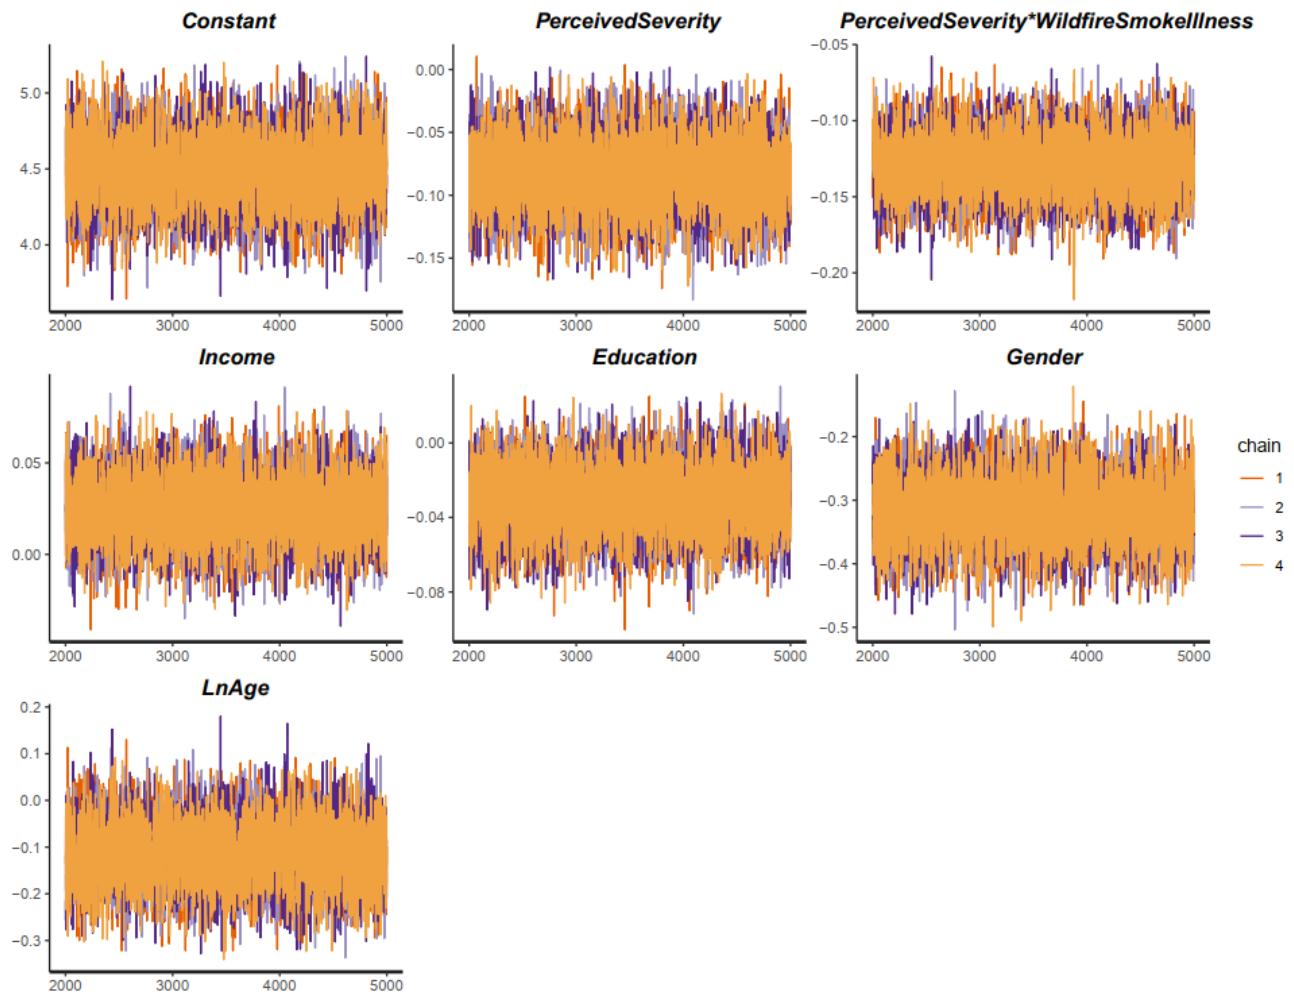 Constant
PerceivedSeverity
PerceivedSeverity*WildfireSmokeIllness
5.0
4.5
4.0
2000 3000 4000 5000
0.00
−0.05
−0.10
−0.15
2000 3000 4000 5000
−0.05
−0.10
−0.15
−0.20
2000 3000 4000 5000
Income
Education
Gender
0.05
0.00
2000 3000 4000 5000
0.00
−0.04
−0.08
2000 3000 4000 5000
−0.2
−0.3
−0.4
−0.5
2000 3000 4000 5000
chain
1
2
3
4
LnAge
0.2
0.1
0.0
−0.1
−0.2
−0.3
2000 3000 4000 5000